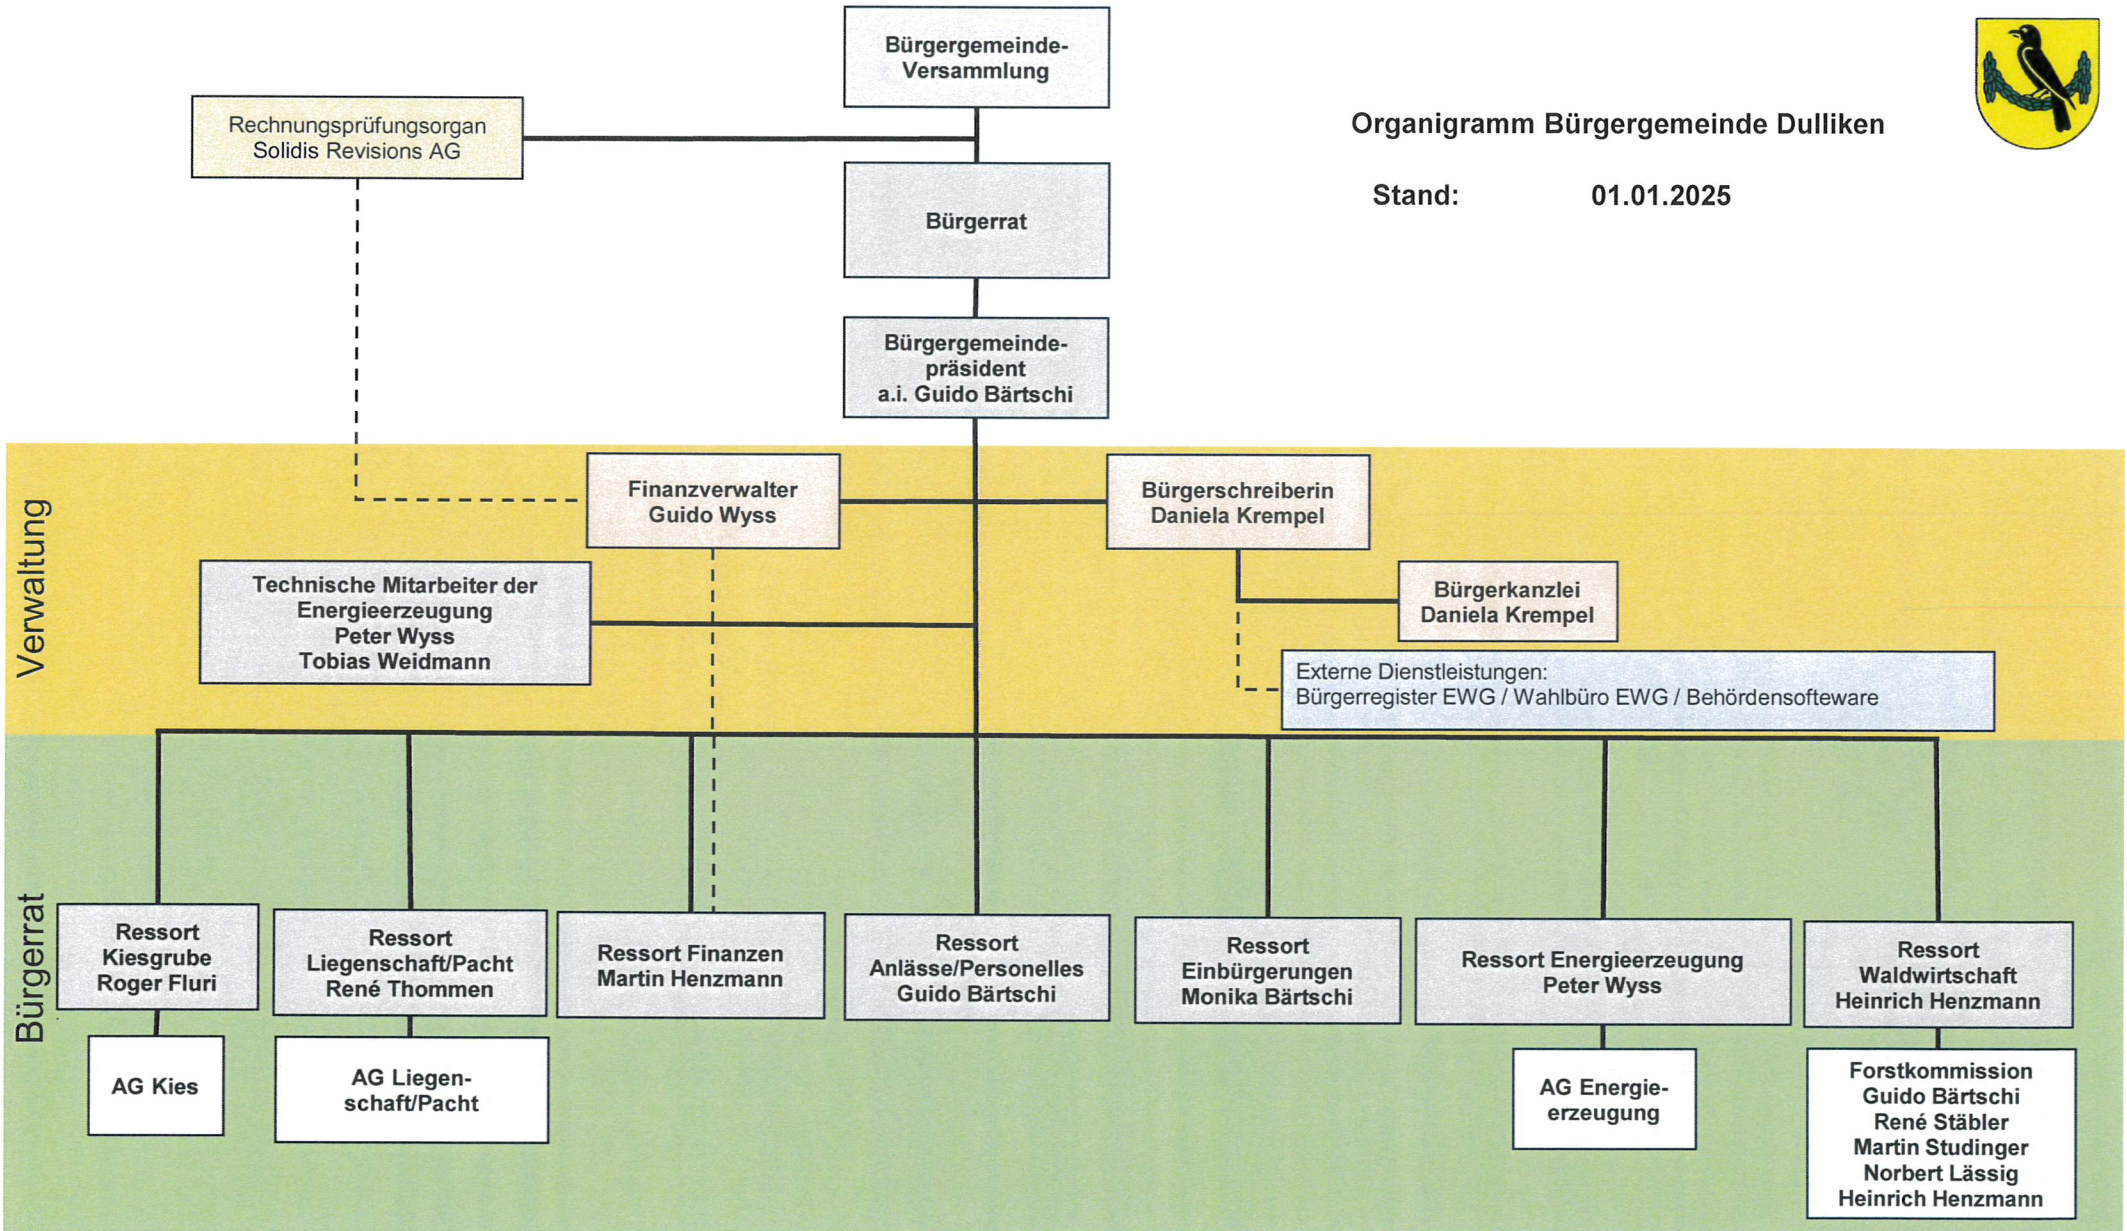 Bürgergemeinde-
Versammlung
Rechnungsprüfungsorgan
Solidis Revisions AG
Organigramm Bürgergemeinde Dulliken
Stand: 01.01.2025
Bürgerrat
Bürgergemeinde-
präsident
a.i. Guido Bärtschi
Verwaltung
Finanzverwalter
Guido Wyss
Bürgerschreiberin
Daniela Krempel
Technische Mitarbeiter der
Energieerzeugung
Peter Wyss
Tobias Weidmann
Bürgerkanzlei
Daniela Krempel
Externe Dienstleistungen:
Bürgerregister EWG / Wahlbüro EWG / Behördensofteware
Bürgerrat
Ressort
Kiesgrube
Roger Fluri
Ressort
Liegenschaft/Pacht
René Thommen
Ressort Finanzen
Martin Henzmann
Ressort
Anlässe/Personelles
Guido Bärtschi
Ressort
Einbürgerungen
Monika Bärtschi
Ressort Energieerzeugung
Peter Wyss
Ressort
Waldwirtschaft
Heinrich Henzmann
AG Kies
AG Liegen-
schaft/Pacht
AG Energie-
erzeugung
Forstkommission
Guido Bärtschi
René Stäbler
Martin Studinger
Norbert Lässig
Heinrich Henzmann